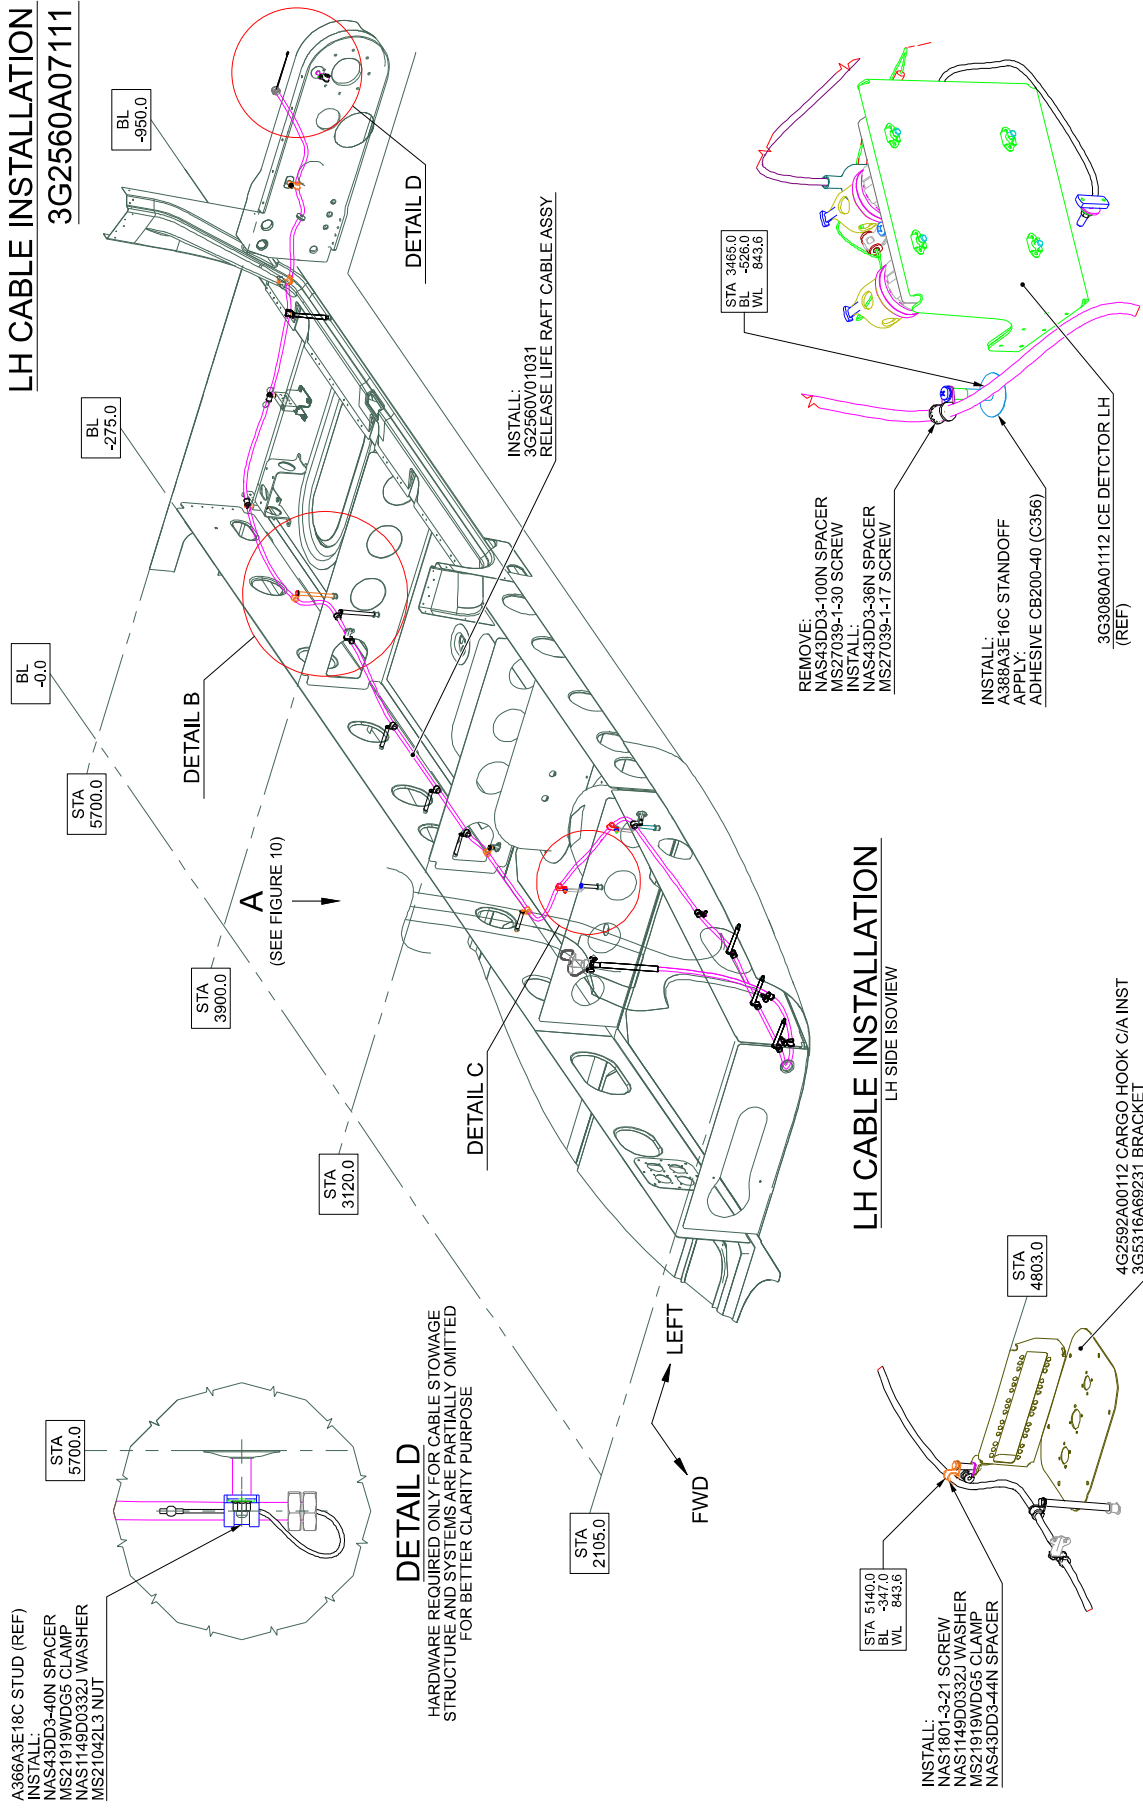 LH CABLE INSTALLATION
3G2560A07111
BL
-950.0
BL
-275.0
BL
-0.0
STA
5700.0
STA
3900.0
STA
3120.0
STA
2105.0
A
(SEE FIGURE 10)
DETAIL B
DETAIL C
DETAIL D
INSTALL:
3G2560V01031
RELEASE LIFE RAFT CABLE ASSY
FWD
LEFT
LH CABLE INSTALLATION
LH SIDE ISOVIEW
A366A3E18C STUD (REF)
INSTALL:
NAS43DD3-40N SPACER
MS21919WDG5 CLAMP
NAS1149D0332J WASHER
MS21042L3 NUT
STA
5700.0
DETAIL D
HARDWARE REQUIRED ONLY FOR CABLE STOWAGE
STRUCTURE AND SYSTEMS ARE PARTIALLY OMITTED
FOR BETTER CLARITY PURPOSE
STA 3465.0
BL -526.0
WL 843.6
REMOVE:
NAS43DD3-100N SPACER
MS27039-1-30 SCREW
INSTALL:
NAS43DD3-36N SPACER
MS27039-1-17 SCREW
INSTALL:
A388A3E16C STANDOFF
APPLY:
ADHESIVE CB200-40 (C356)
3G3080A01112 ICE DETCTOR LH
(REF)
STA 5140.0
BL -347.0
WL 843.6
INSTALL:
NAS1801-3-21 SCREW
NAS1149D0332J WASHER
MS21919WDG5 CLAMP
NAS43DD3-44N SPACER
STA
4803.0
4G2592A00112 CARGO HOOK C/A INST
3G5316A69231 BRACKET